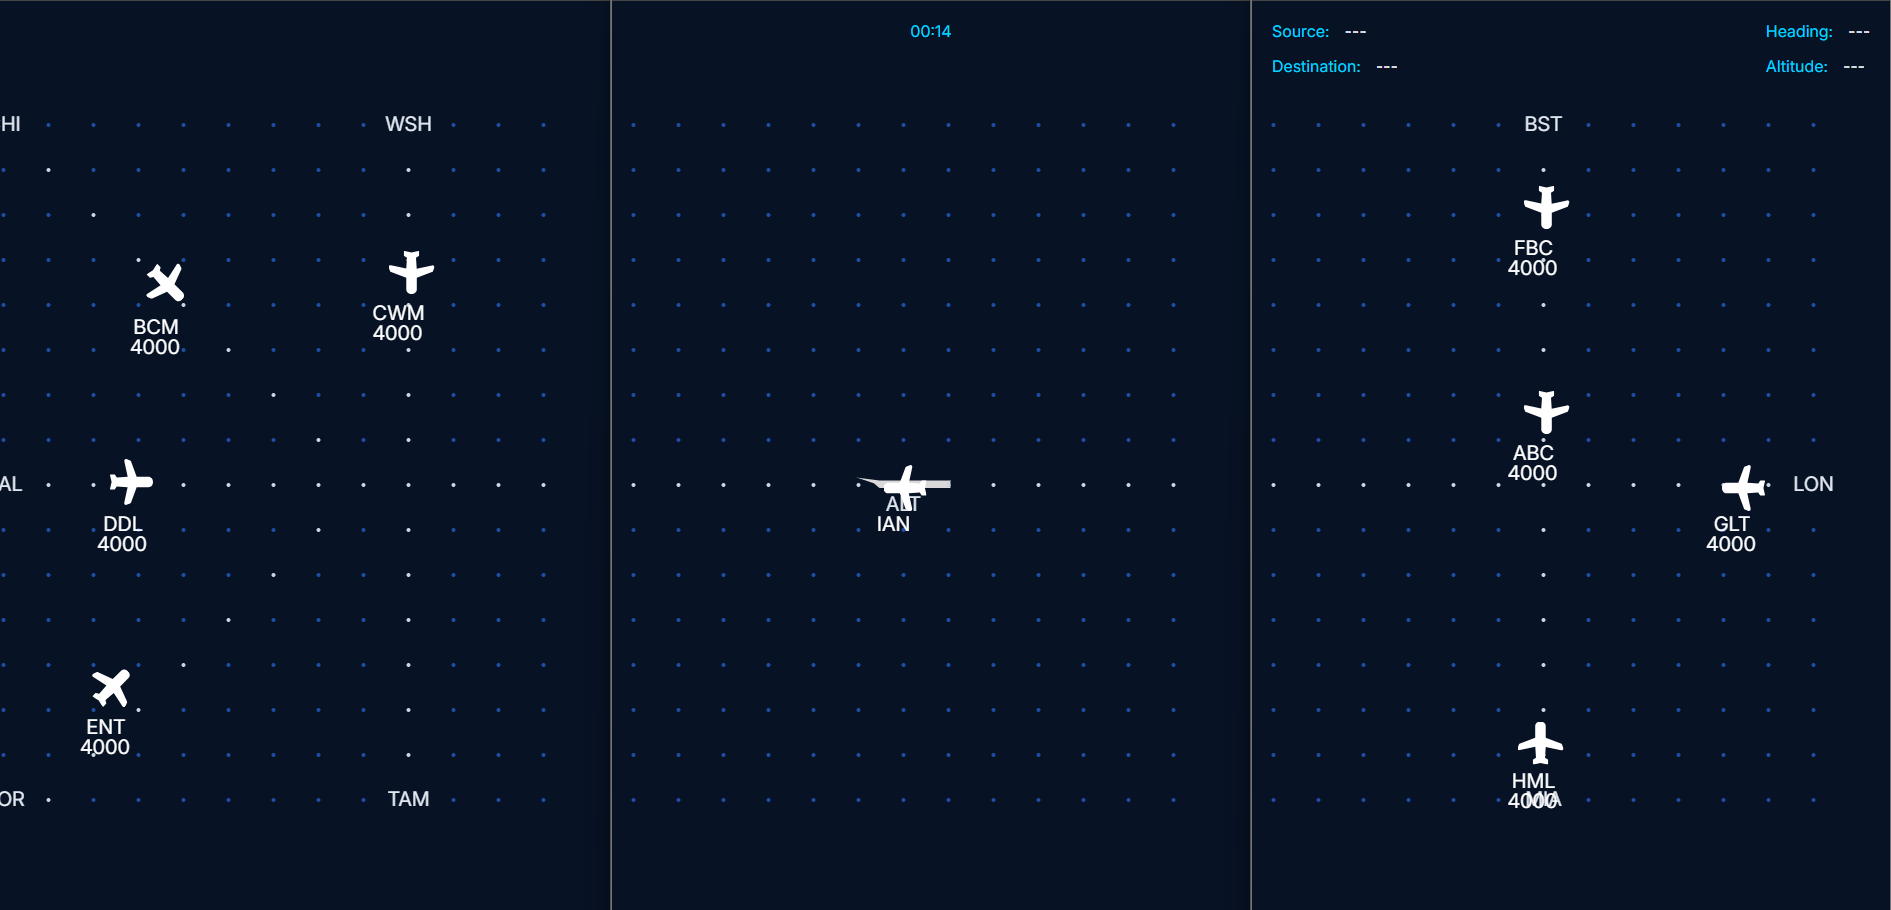 HI
WSH
BCM
4000
CWM
4000
AL
DDL
4000
ENT
4000
OR
TAM
00:14
ALT
IAN
Source: ---
Heading: ---
Destination: ---
Altitude: ---
BST
FBC
4000
ABC
4000
LON
GLT
4000
HML
4000
MIA